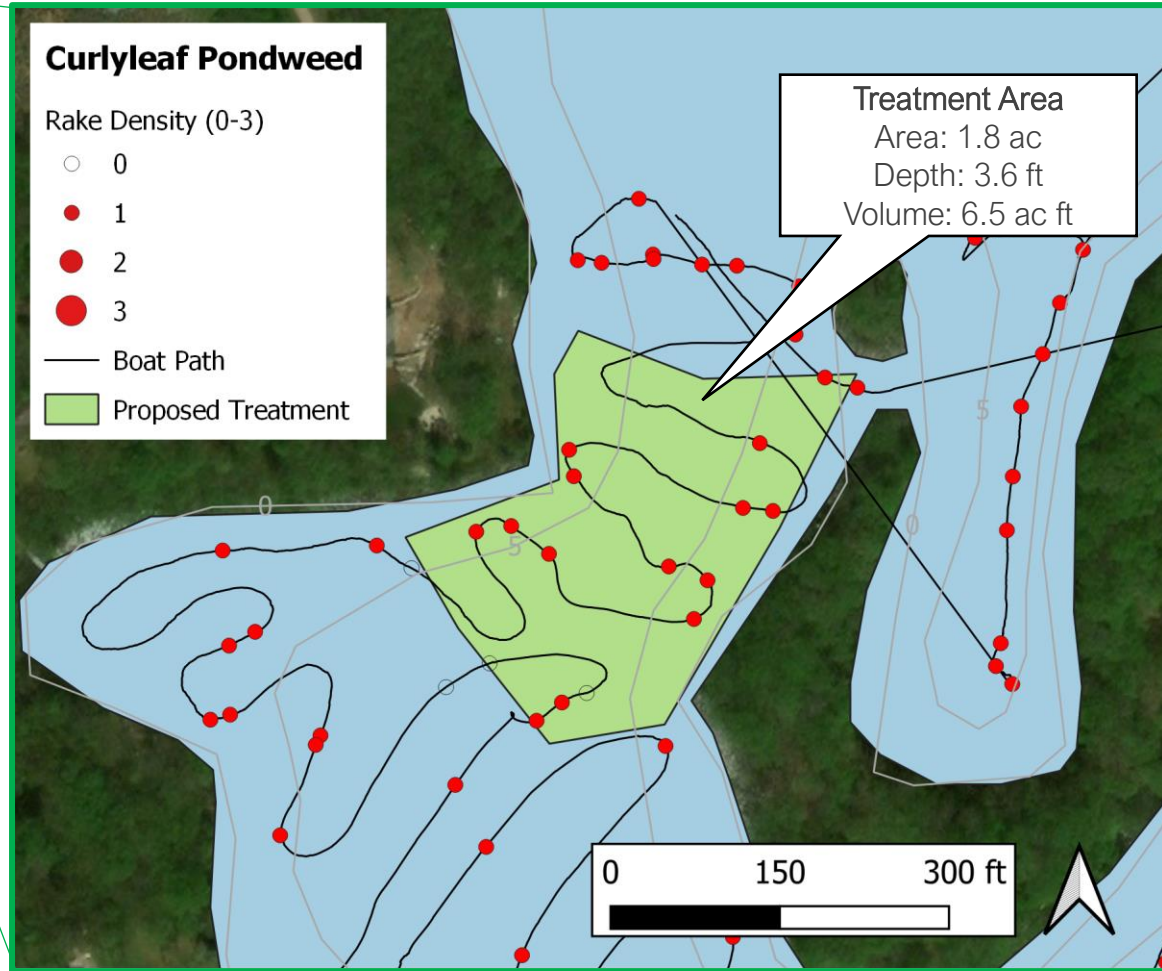 Curlyleaf Pondweed
Rake Density (0-3)
0
1
2
3
Boat Path
Proposed Treatment
Treatment Area
Area: 1.8 ac
Depth: 3.6 ft
Volume: 6.5 ac ft
5
0
0
5
0 150 300 ft